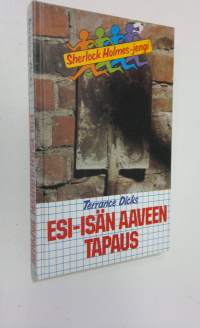 Sherlock Holmes-jengi
Terrance Dicks
ESI-ISÄN AAVEEN
TAPAUS